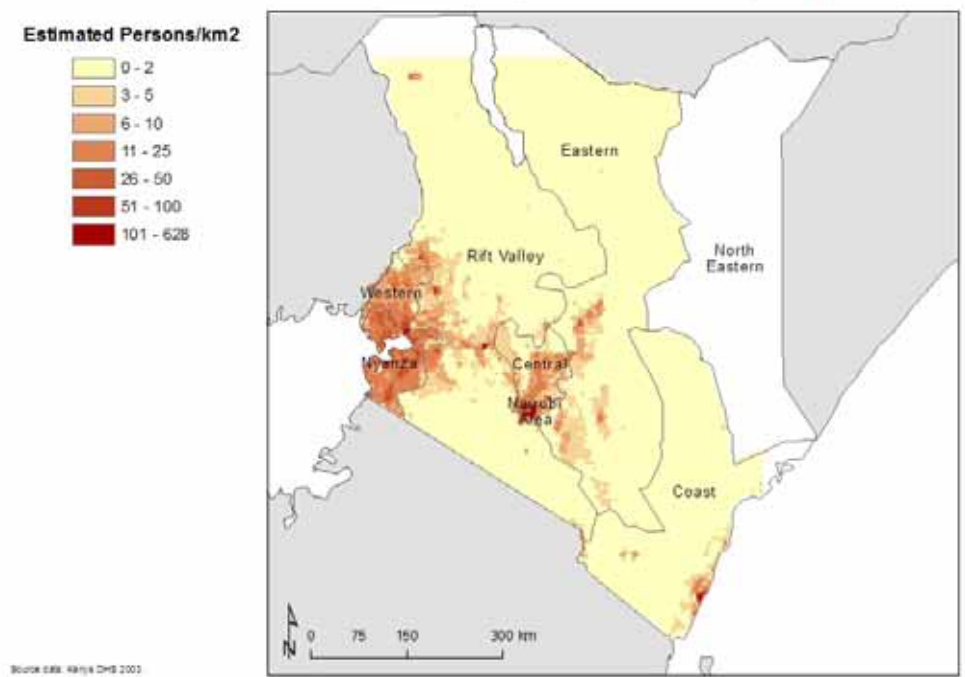 Estimated Persons/km2
0 - 2
3 - 5
6 - 10
11 - 25
26 - 50
51 - 100
101 - 628
Eastern
North
Eastern
Rift Valley
Western
Nyanza
Central
Nairobi
Area
Coast
N
0 75 150 300 km
Source data: Kenya DHS 2003